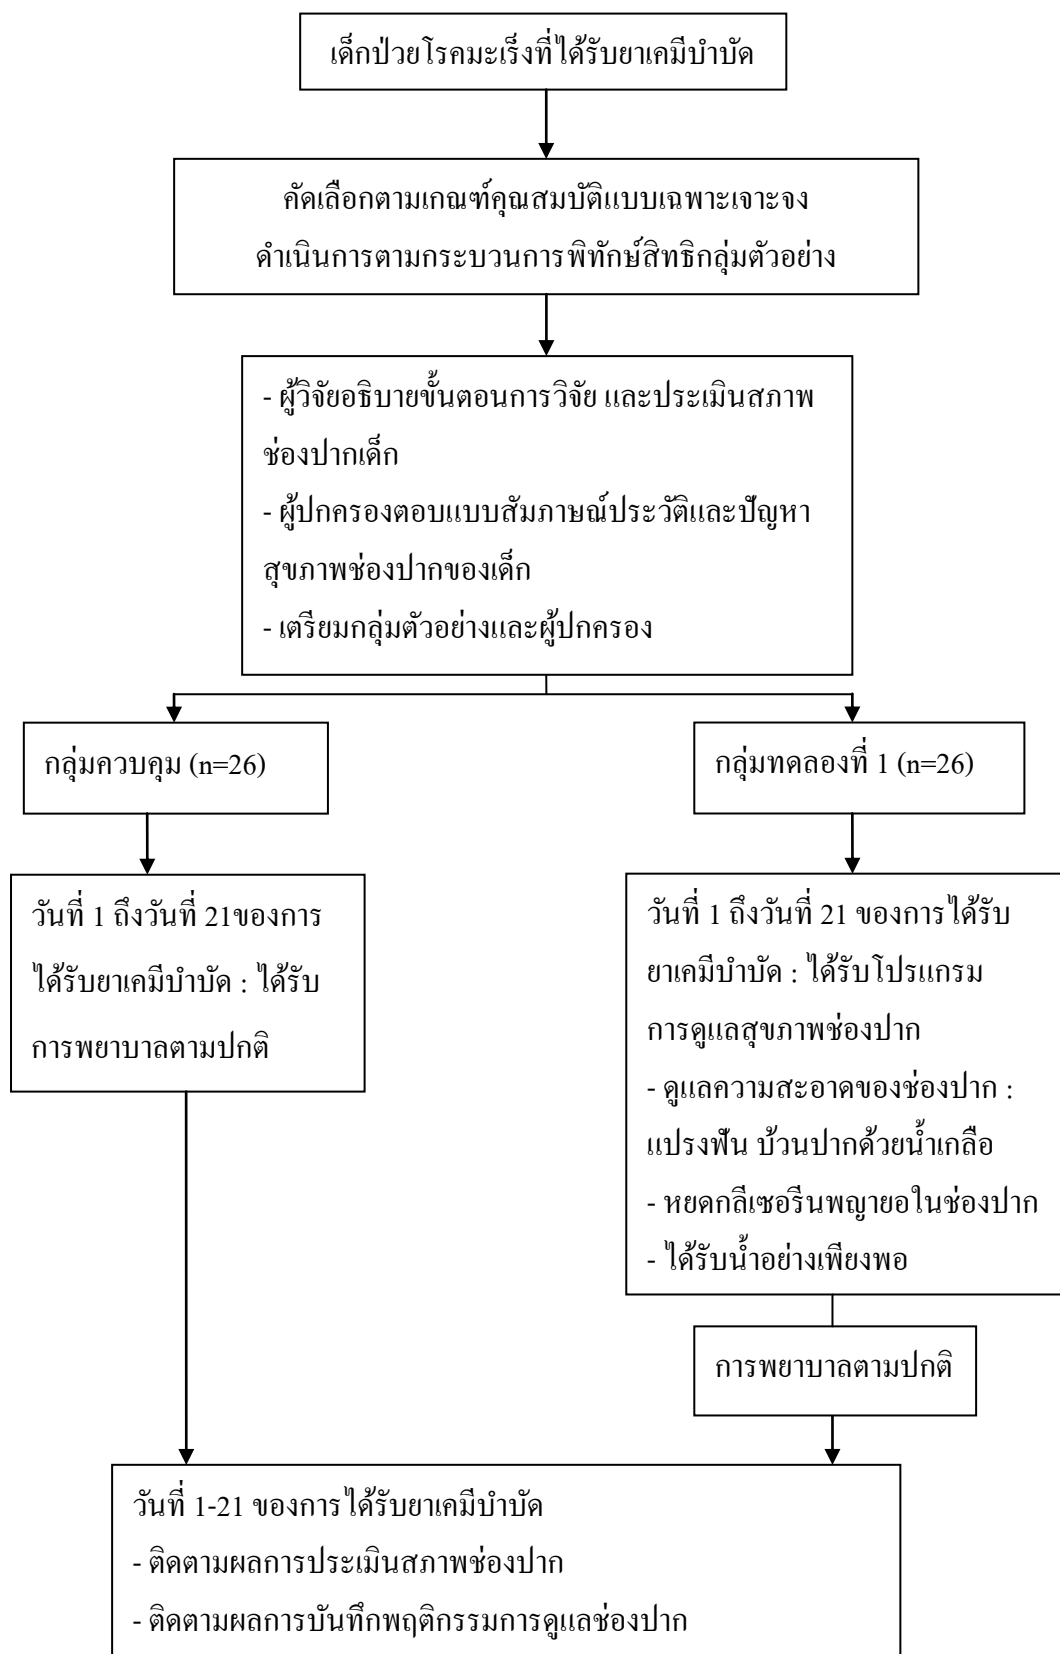 เด็กป่วยโรคมะเร็งที่ได้รับยาเคมีบำบัด
คัดเลือกตามเกณฑ์คุณสมบัติแบบเฉพาะเจาะจง
ดำเนินการตามกระบวนการพิทักษ์สิทธิกลุ่มตัวอย่าง
- ผู้วิจัยอธิบายขั้นตอนการวิจัย และประเมินสภาพ
ช่องปากเด็ก
- ผู้ปกครองตอบแบบสัมภาษณ์ประวัติและปัญหา
สุขภาพช่องปากของเด็ก
- เตรียมกลุ่มตัวอย่างและผู้ปกครอง
กลุ่มควบคุม (n=26)
กลุ่มทดลองที่ 1 (n=26)
วันที่ 1 ถึงวันที่ 21ของการ
ได้รับยาเคมีบำบัด : ได้รับ
การพยาบาลตามปกติ
วันที่ 1 ถึงวันที่ 21 ของการได้รับ
ยาเคมีบำบัด : ได้รับโปรแกรม
การดูแลสุขภาพช่องปาก
- ดูแลความสะอาดของช่องปาก :
แปรงฟัน บ้วนปากด้วยน้ำเกลือ
- หยดกลีเซอรีนพญายอในช่องปาก
- ได้รับน้ำอย่างเพียงพอ
การพยาบาลตามปกติ
วันที่ 1-21 ของการได้รับยาเคมีบำบัด
- ติดตามผลการประเมินสภาพช่องปาก
- ติดตามผลการบันทึกพฤติกรรมการดูแลช่องปาก